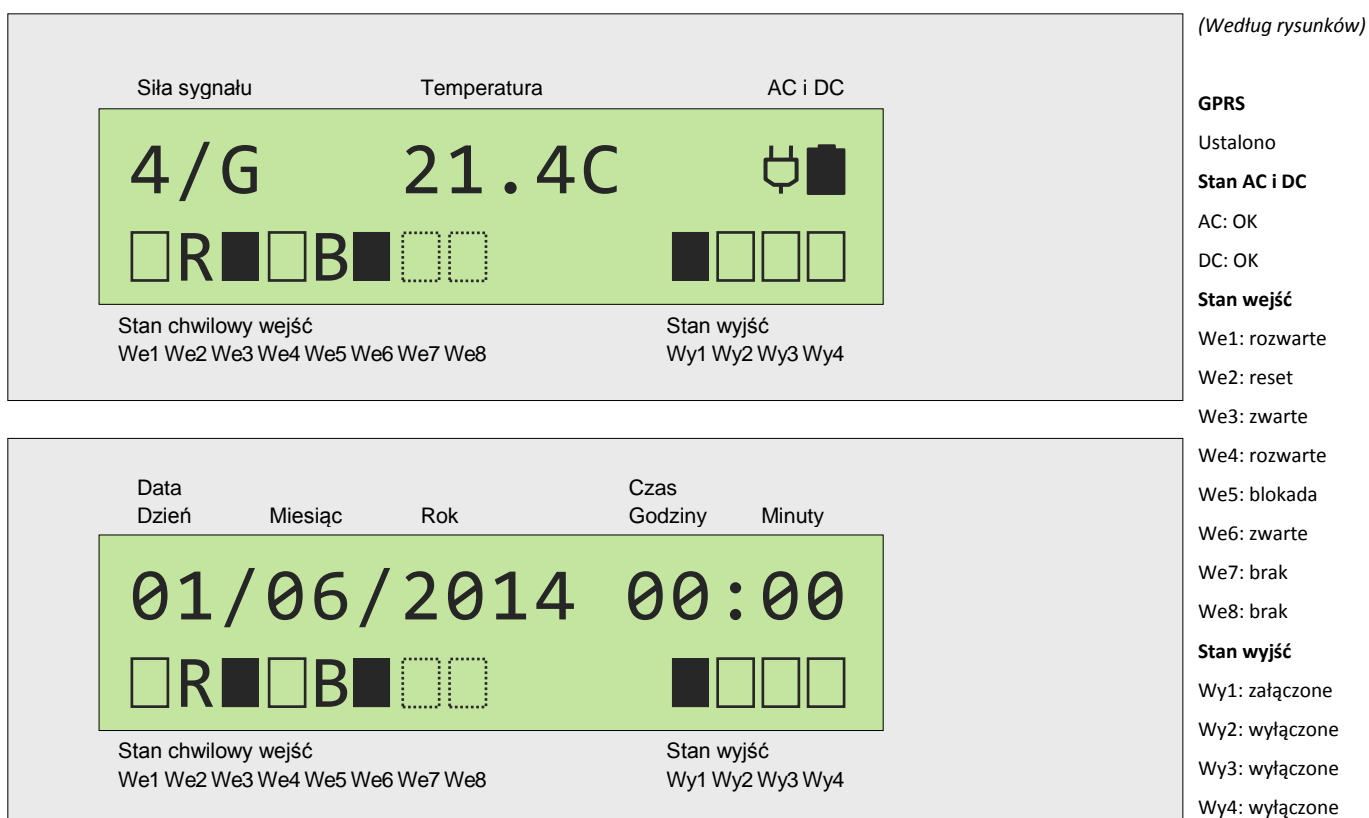 Siła sygnału Temperatura AC i DC
4/G 21.4C
R B
Stan chwilowy wejść Stan wyjść
We1 We2 We3 We4 We5 We6 We7 We8 Wy1 Wy2 Wy3 Wy4
Data Czas
Dzień Miesiąc Rok Godziny Minuty
01/06/2014 00:00
R B
Stan chwilowy wejść Stan wyjść
We1 We2 We3 We4 We5 We6 We7 We8 Wy1 Wy2 Wy3 Wy4
(Według rysunków)
GPRS
Ustalono
Stan AC i DC
AC: OK
DC: OK
Stan wejść
We1: rozwarte
We2: reset
We3: zwarte
We4: rozwarte
We5: blokada
We6: zwarte
We7: brak
We8: brak
Stan wyjść
Wy1: załączone
Wy2: wyłączone
Wy3: wyłączone
Wy4: wyłączone